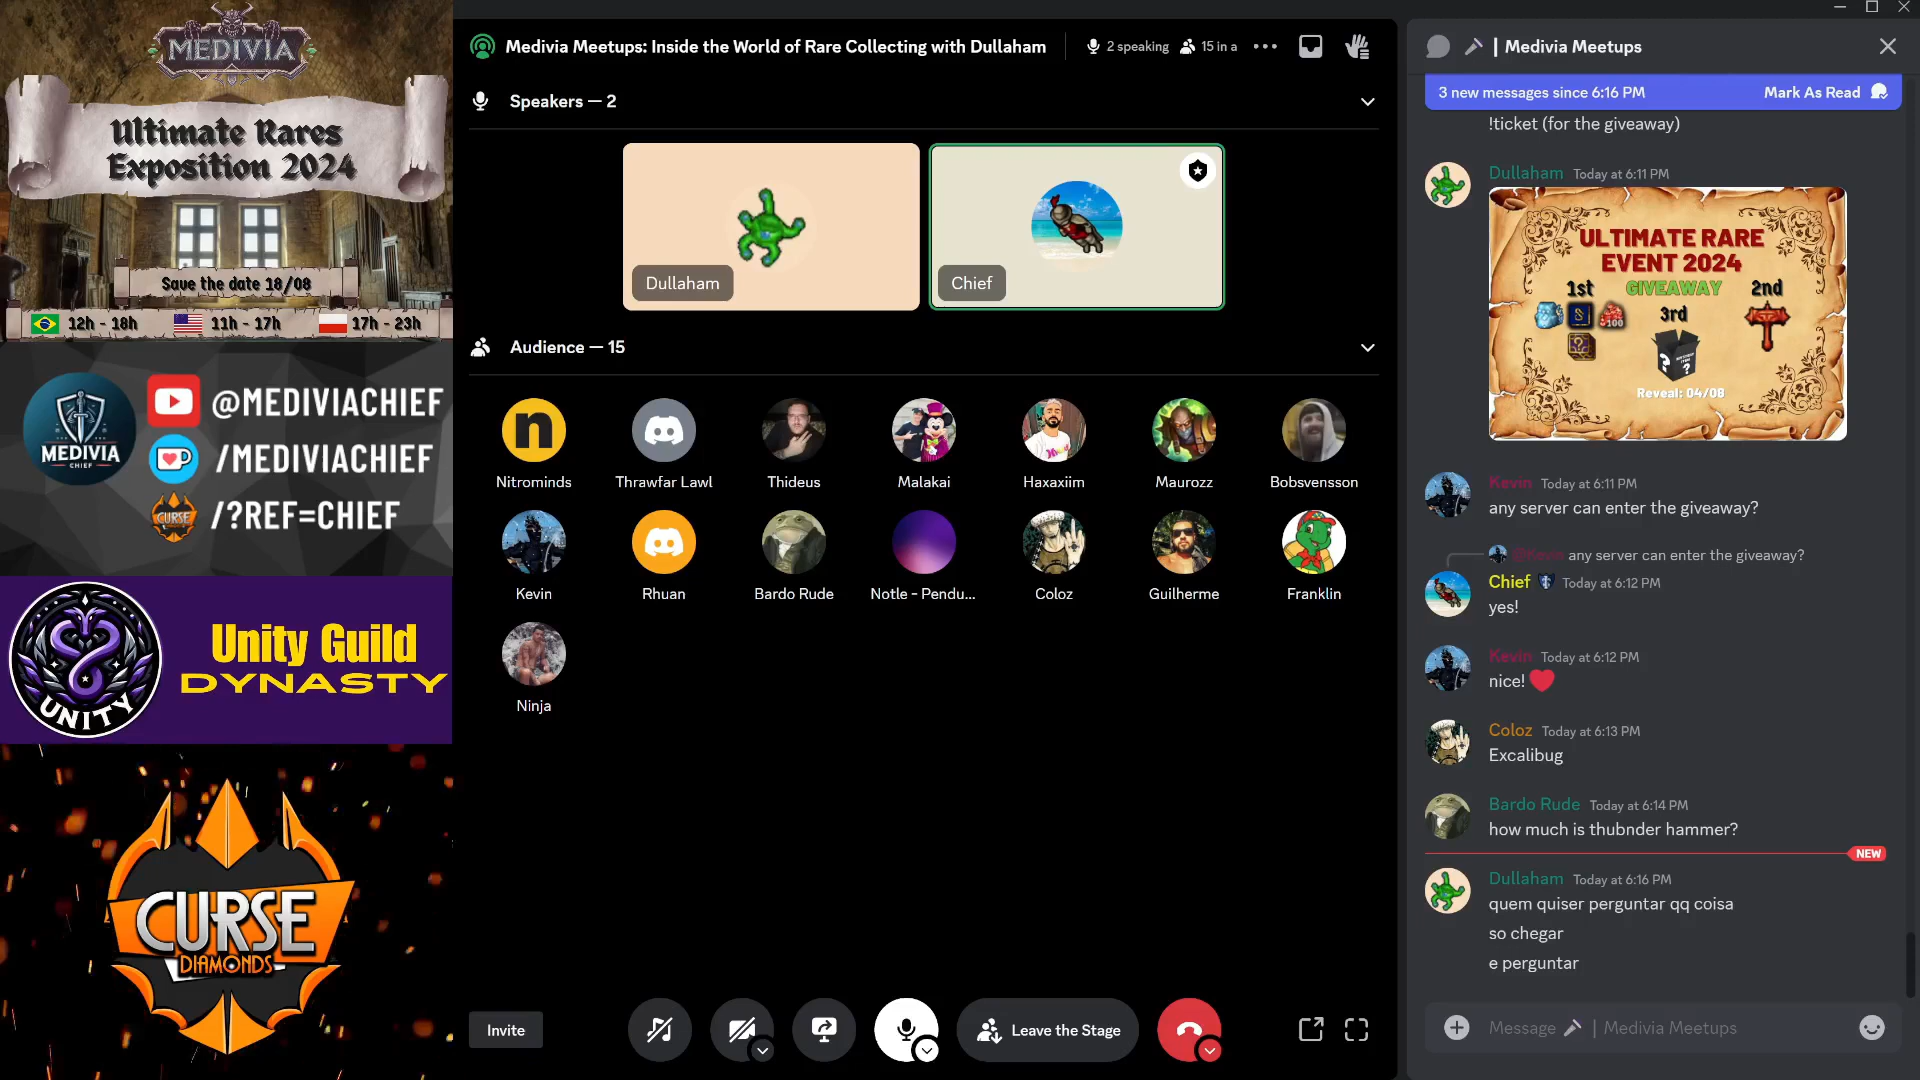 MEDIVIA
Ultimate Rares
Exposition 2024
Save the date 18/08
12h - 18h
11h - 17h
17h - 23h
MEDIVIA
CHIEF
@MEDIVIACHIEF
/MEDIVIACHIEF
CURSE
/?REF=CHIEF
UNITY
Unity Guild
DYNASTY
CURSE
DIAMONDS
Medivia Meetups: Inside the World of Rare Collecting with Dullaham
2 speaking
15 in a
Speakers — 2
Dullaham
Chief
Audience — 15
Nitrominds
Thrawfar Lawl
Thideus
Malakai
Haxaxiim
Maurozz
Bobsvensson
Kevin
Rhuan
Bardo Rude
Notle - Pendu...
Coloz
Guilherme
Franklin
Ninja
Invite
Leave the Stage
| Medivia Meetups
3 new messages since 6:16 PM
Mark As Read
!ticket (for the giveaway)
Dullaham Today at 6:11 PM
ULTIMATE RARE
EVENT 2024
GIVEAWAY
1st
2nd
3rd
100
Reveal: 04/08
Kevin Today at 6:11 PM
any server can enter the giveaway?
@Kevin any server can enter the giveaway?
Chief Today at 6:12 PM
yes!
Kevin Today at 6:12 PM
nice!
Coloz Today at 6:13 PM
Excalibug
Bardo Rude Today at 6:14 PM
how much is thubnder hammer?
NEW
Dullaham Today at 6:16 PM
quem quiser perguntar qq coisa
so chegar
e perguntar
Message | Medivia Meetups